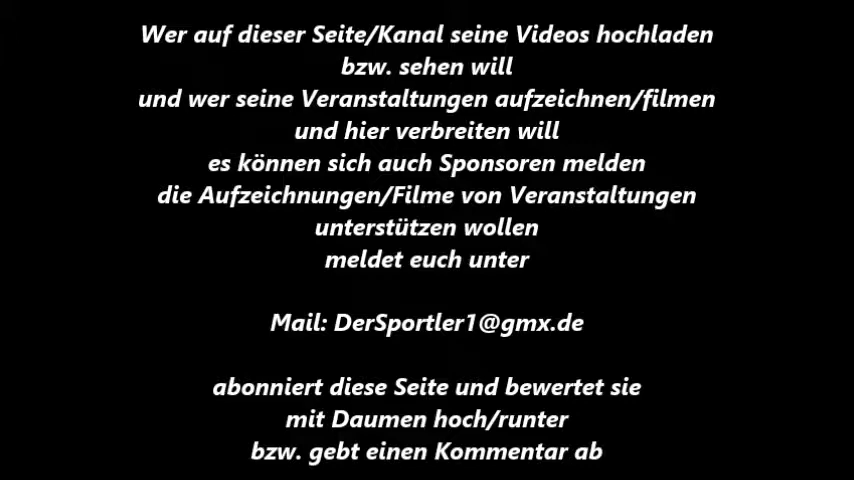 Wer auf dieser Seite/Kanal seine Videos hochladen
bzw. sehen will
und wer seine Veranstaltungen aufzeichnen/filmen
und hier verbreiten will
es können sich auch Sponsoren melden
die Aufzeichnungen/Filme von Veranstaltungen
unterstützen wollen
meldet euch unter
Mail: DerSportler1@gmx.de
abonniert diese Seite und bewertet sie
mit Daumen hoch/runter
bzw. gebt einen Kommentar ab